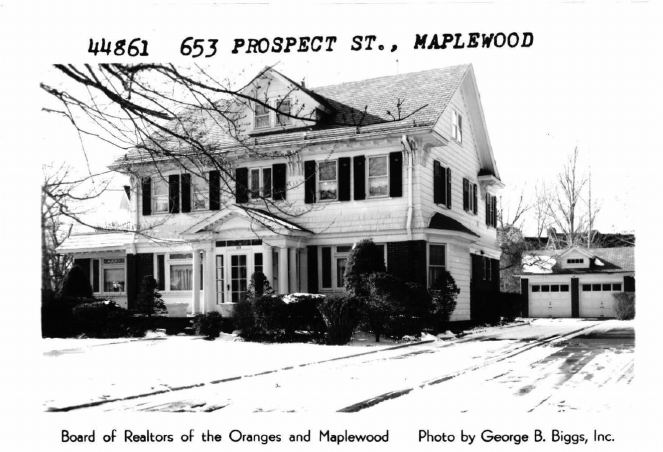 44861 653 PROSPECT ST., MAPLEWOOD
Board of Realtors of the Oranges and Maplewood Photo by George B. Biggs, Inc.